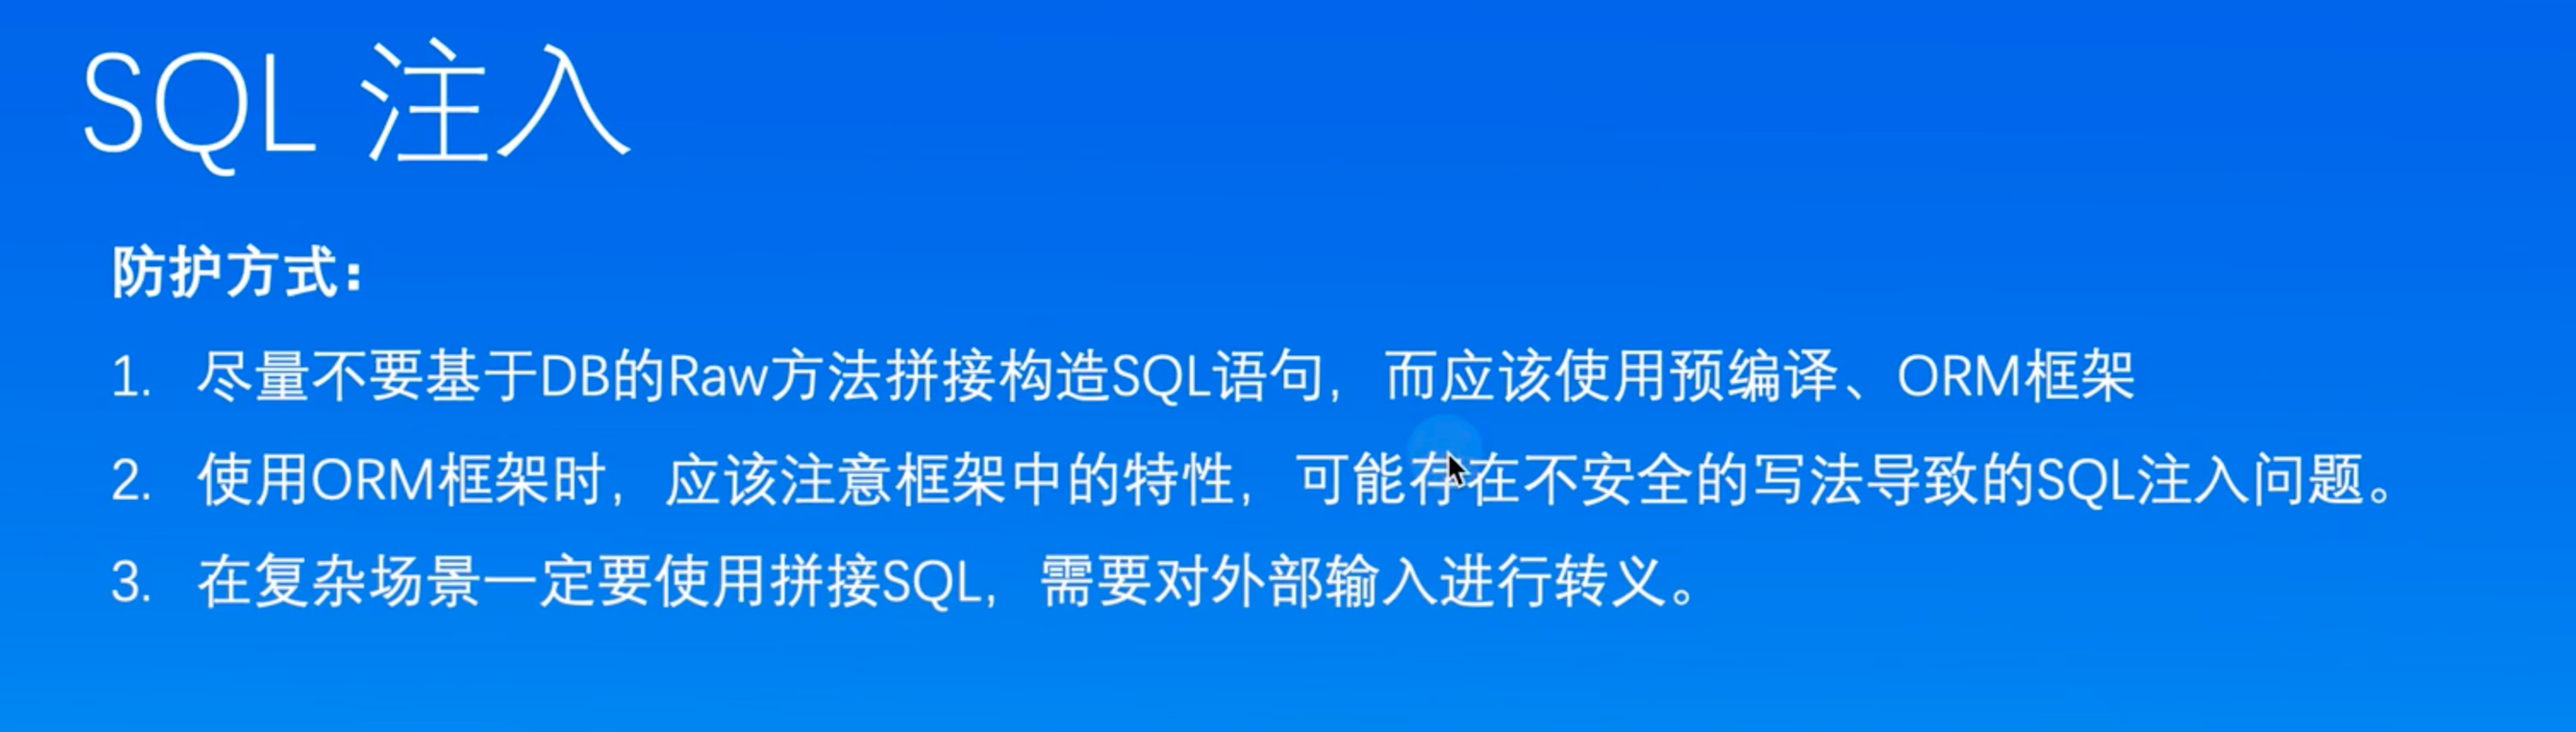 SQL 注入
防护方式：
1. 尽量不要基于DB的Raw方法拼接构造SQL语句，而应该使用预编译、ORM框架
2. 使用ORM框架时，应该注意框架中的特性，可能存在不安全的写法导致的SQL注入问题。
3. 在复杂场景一定要使用拼接SQL，需要对外部输入进行转义。